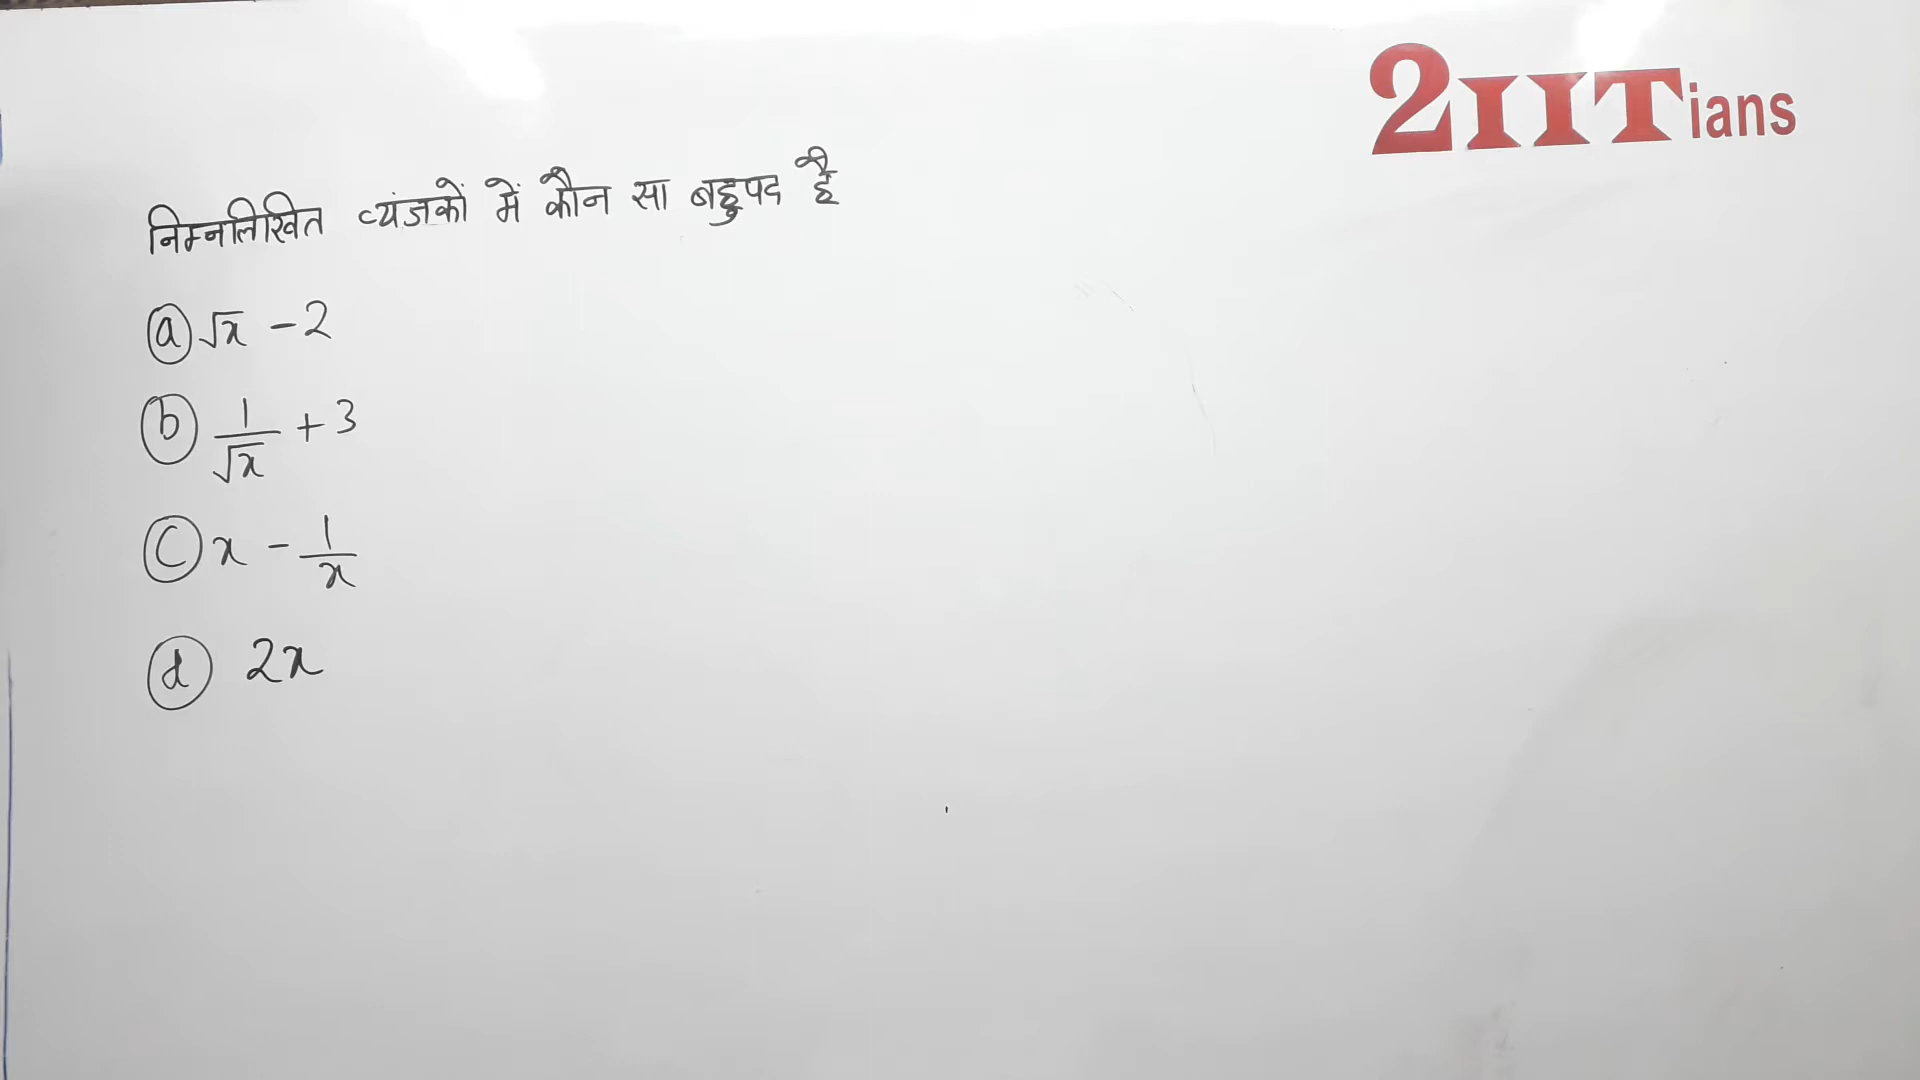 2IITians
निम्नलिखित व्यंजकों में कौन सा बहुपद है
(a) √x - 2
(b) 1/√x + 3
(c) x - 1/x
(d) 2x